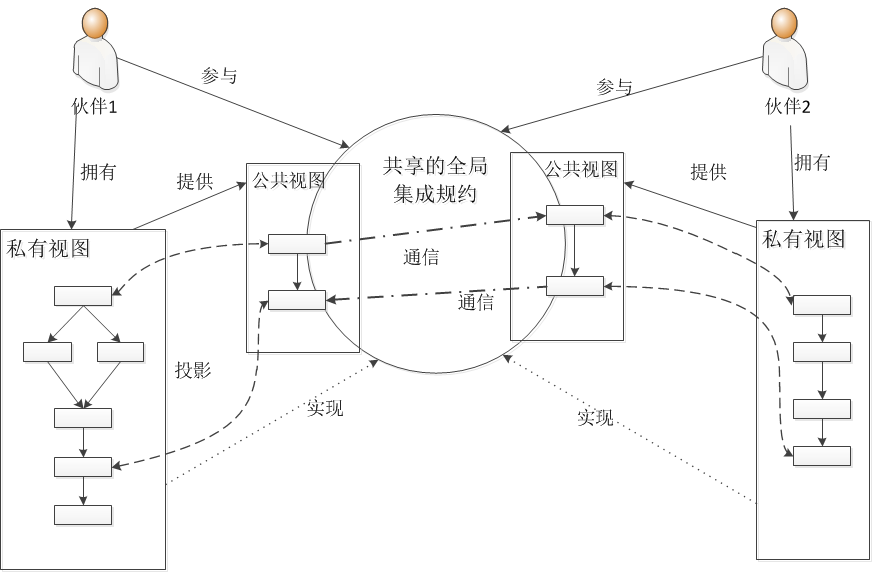 伙伴1
伙伴2
参与
参与
拥有
拥有
提供
提供
公共视图
公共视图
共享的全局
集成规约
私有视图
私有视图
通信
通信
投影
实现
实现